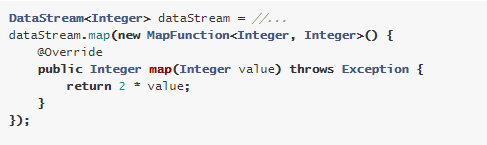 DataStream<Integer> dataStream = //...
dataStream.map(new MapFunction<Integer, Integer>() {
    @Override
    public Integer map(Integer value) throws Exception {
        return 2 * value;
    }
});